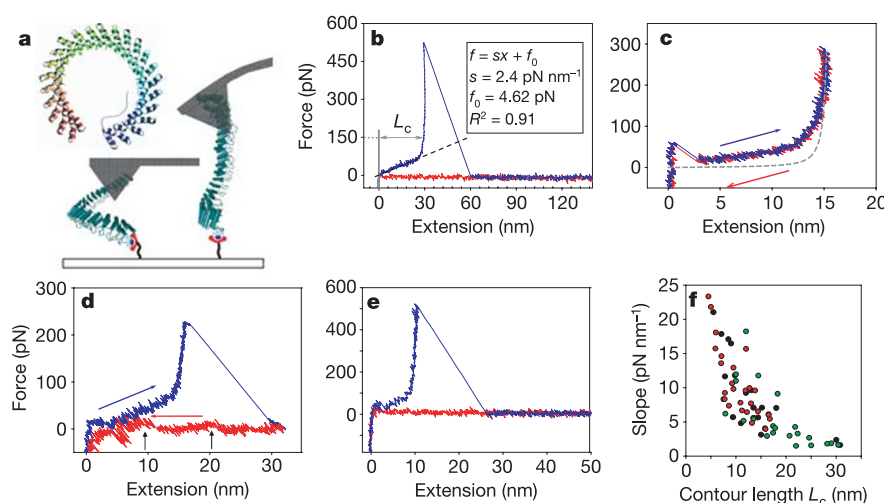 a
b
Force (pN)
600
450
300
150
0
L_c
f = sx + f_0
s = 2.4 pN nm⁻¹
f_0 = 4.62 pN
R² = 0.91
0 30 60 90 120
Extension (nm)
c
300
200
100
0
0 5 10 15 20
Extension (nm)
d
Force (pN)
300
200
100
0
0 10 20 30
Extension (nm)
e
600
400
200
0
0 10 20 30 40 50
Extension (nm)
f
Slope (pN nm⁻¹)
25
20
15
10
5
0
0 10 20 30
Contour length L_c (nm)